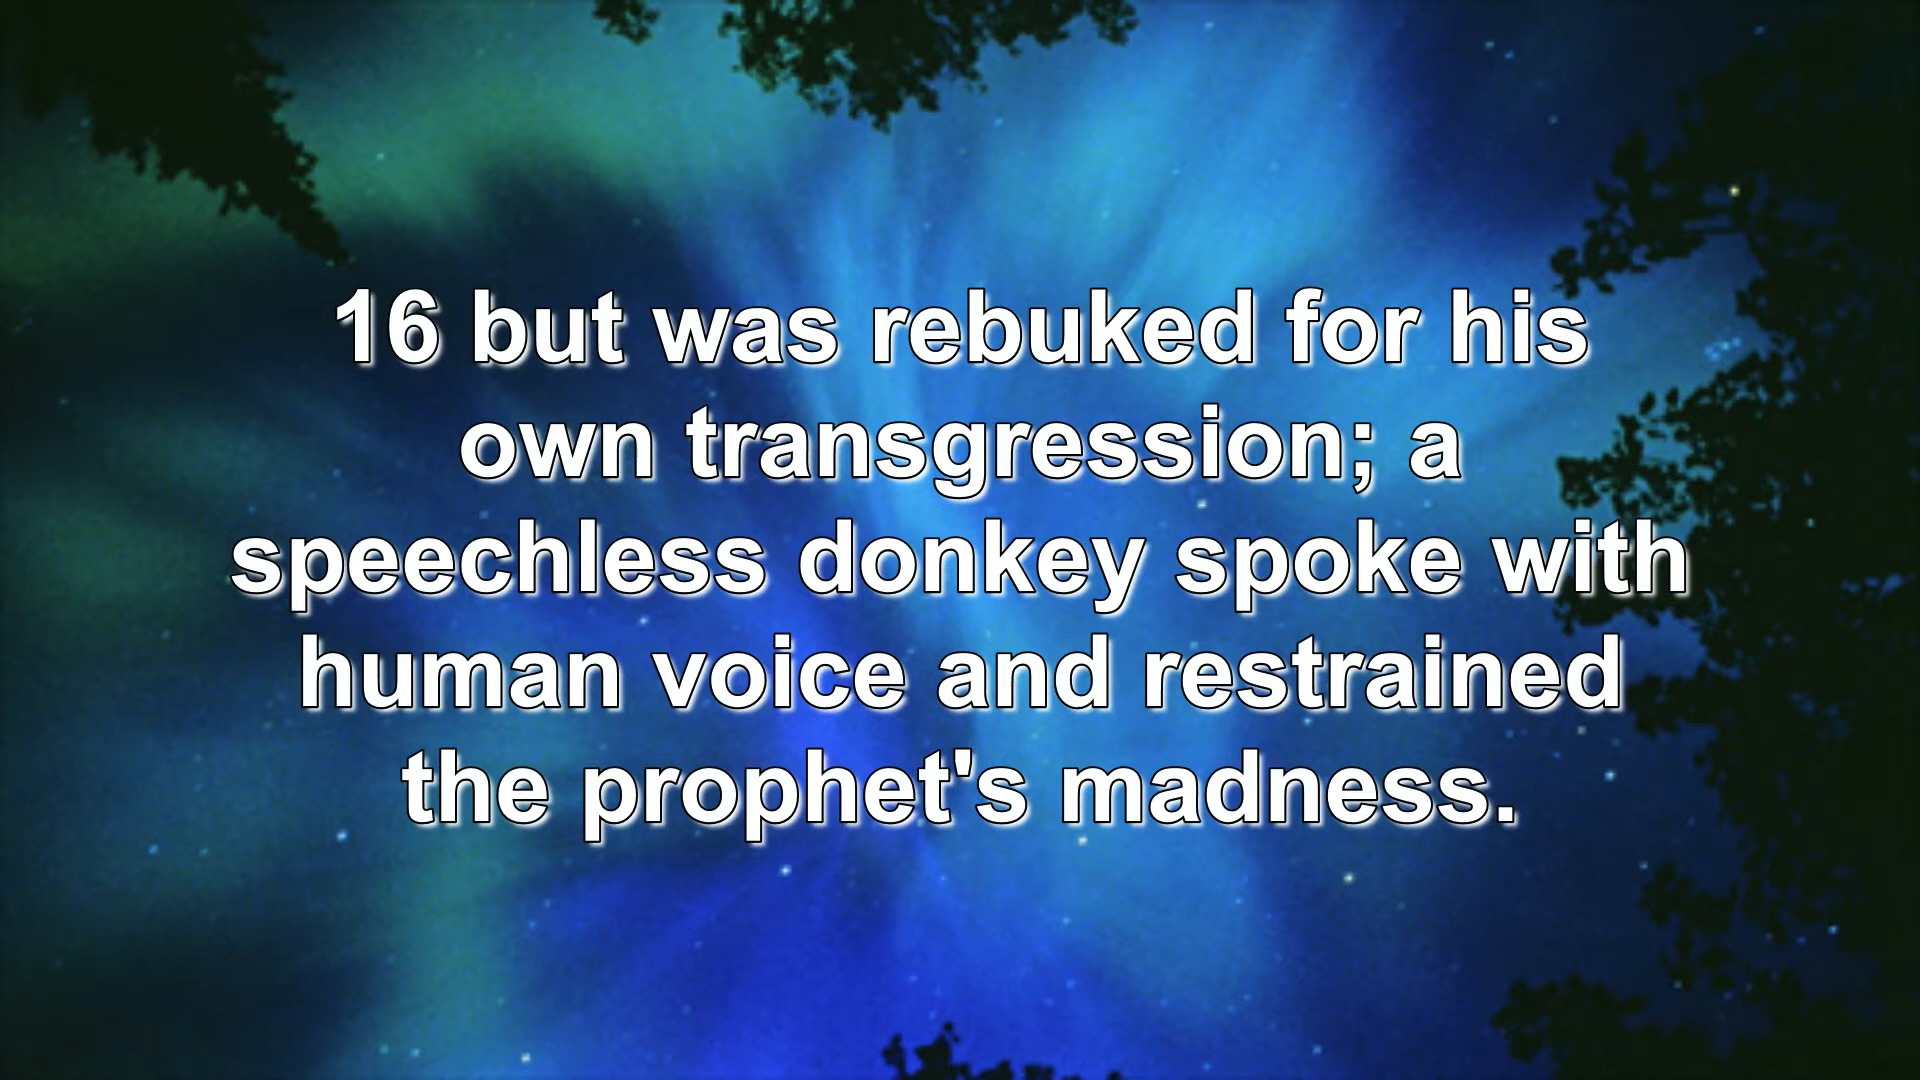 16 but was rebuked for his
own transgression; a
speechless donkey spoke with
human voice and restrained
the prophet's madness.